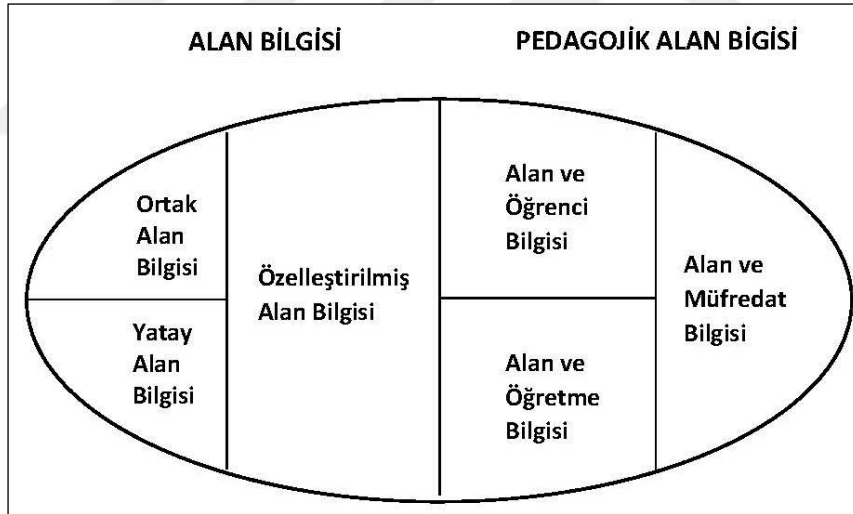 ALAN BİLGİSİ
PEDAGOJİK ALAN BİGİSİ
Ortak
Alan
Bilgisi
Yatay
Alan
Bilgisi
Özelleştirilmiş
Alan Bilgisi
Alan ve
Öğrenci
Bilgisi
Alan ve
Öğretme
Bilgisi
Alan ve
Müfredat
Bilgisi